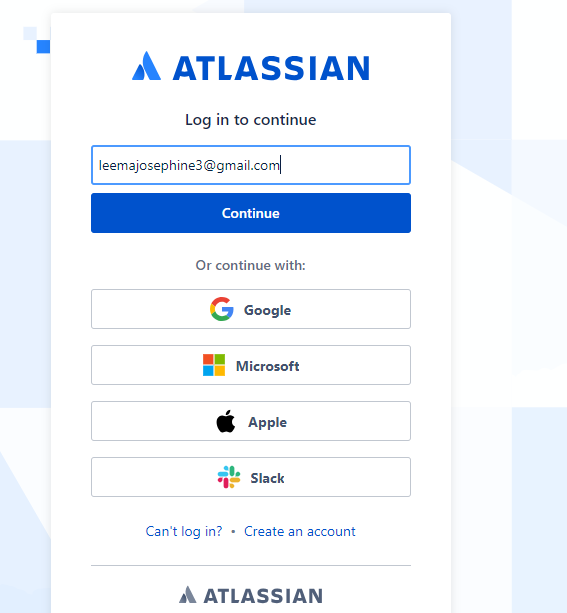 ATLASSIAN
Log in to continue
leemajosephine3@gmail.com
Continue
Or continue with:
Google
Microsoft
Apple
Slack
Can't log in? • Create an account
ATLASSIAN